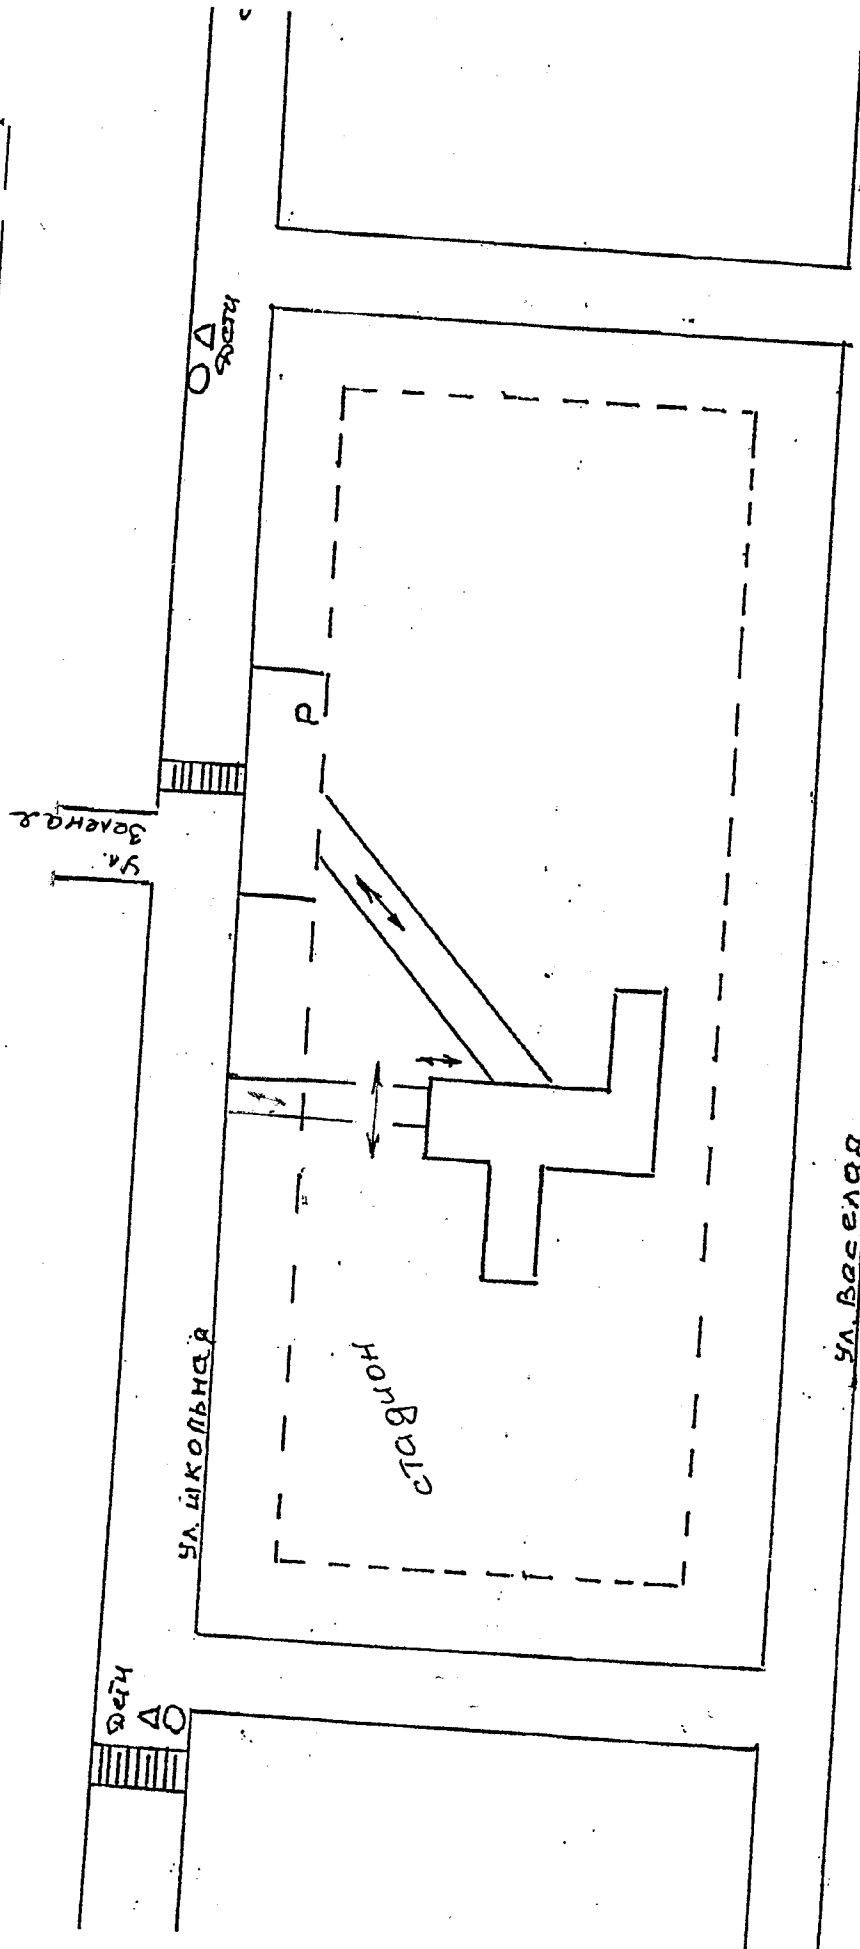 Дети
Р
ул. Зеленая
ул. Школьная
стадион
Дети
ул. Веселая